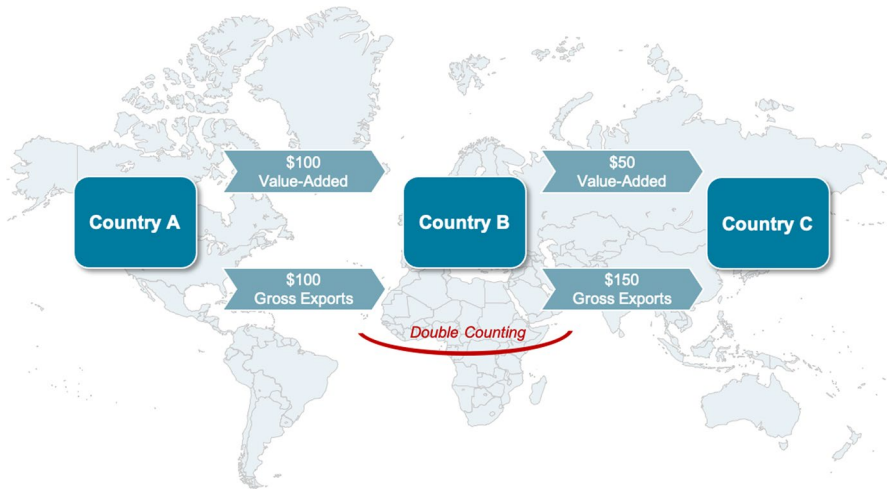 $100
Value-Added
$50
Value-Added
Country A
Country B
Country C
$100
Gross Exports
$150
Gross Exports
Double Counting